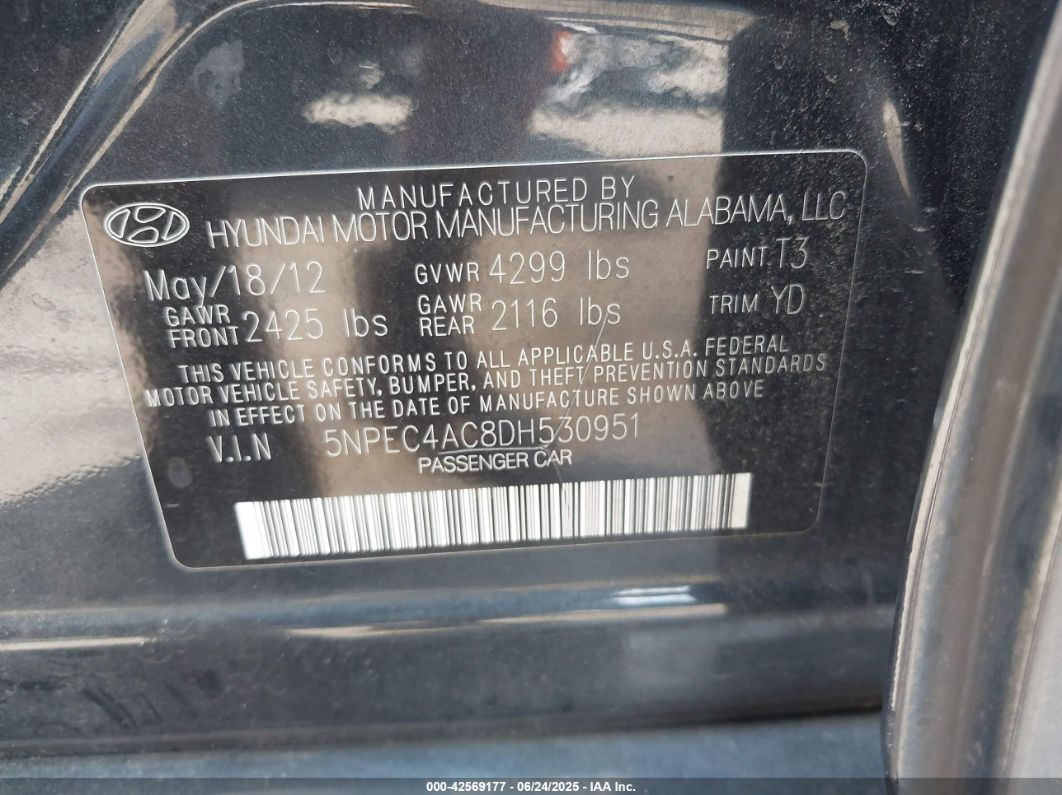 MANUFACTURED BY
HYUNDAI MOTOR MANUFACTURING ALABAMA, LLC
May/18/12 GVWR 4299 lbs PAINT T3
GAWR FRONT 2425 lbs GAWR REAR 2116 lbs TRIM YD
THIS VEHICLE CONFORMS TO ALL APPLICABLE U.S.A. FEDERAL
MOTOR VEHICLE SAFETY, BUMPER, AND THEFT PREVENTION STANDARDS
IN EFFECT ON THE DATE OF MANUFACTURE SHOWN ABOVE
V.I.N 5NPEC4AC8DH530951
PASSENGER CAR
000-42569177 - 06/24/2025 - IAA Inc.